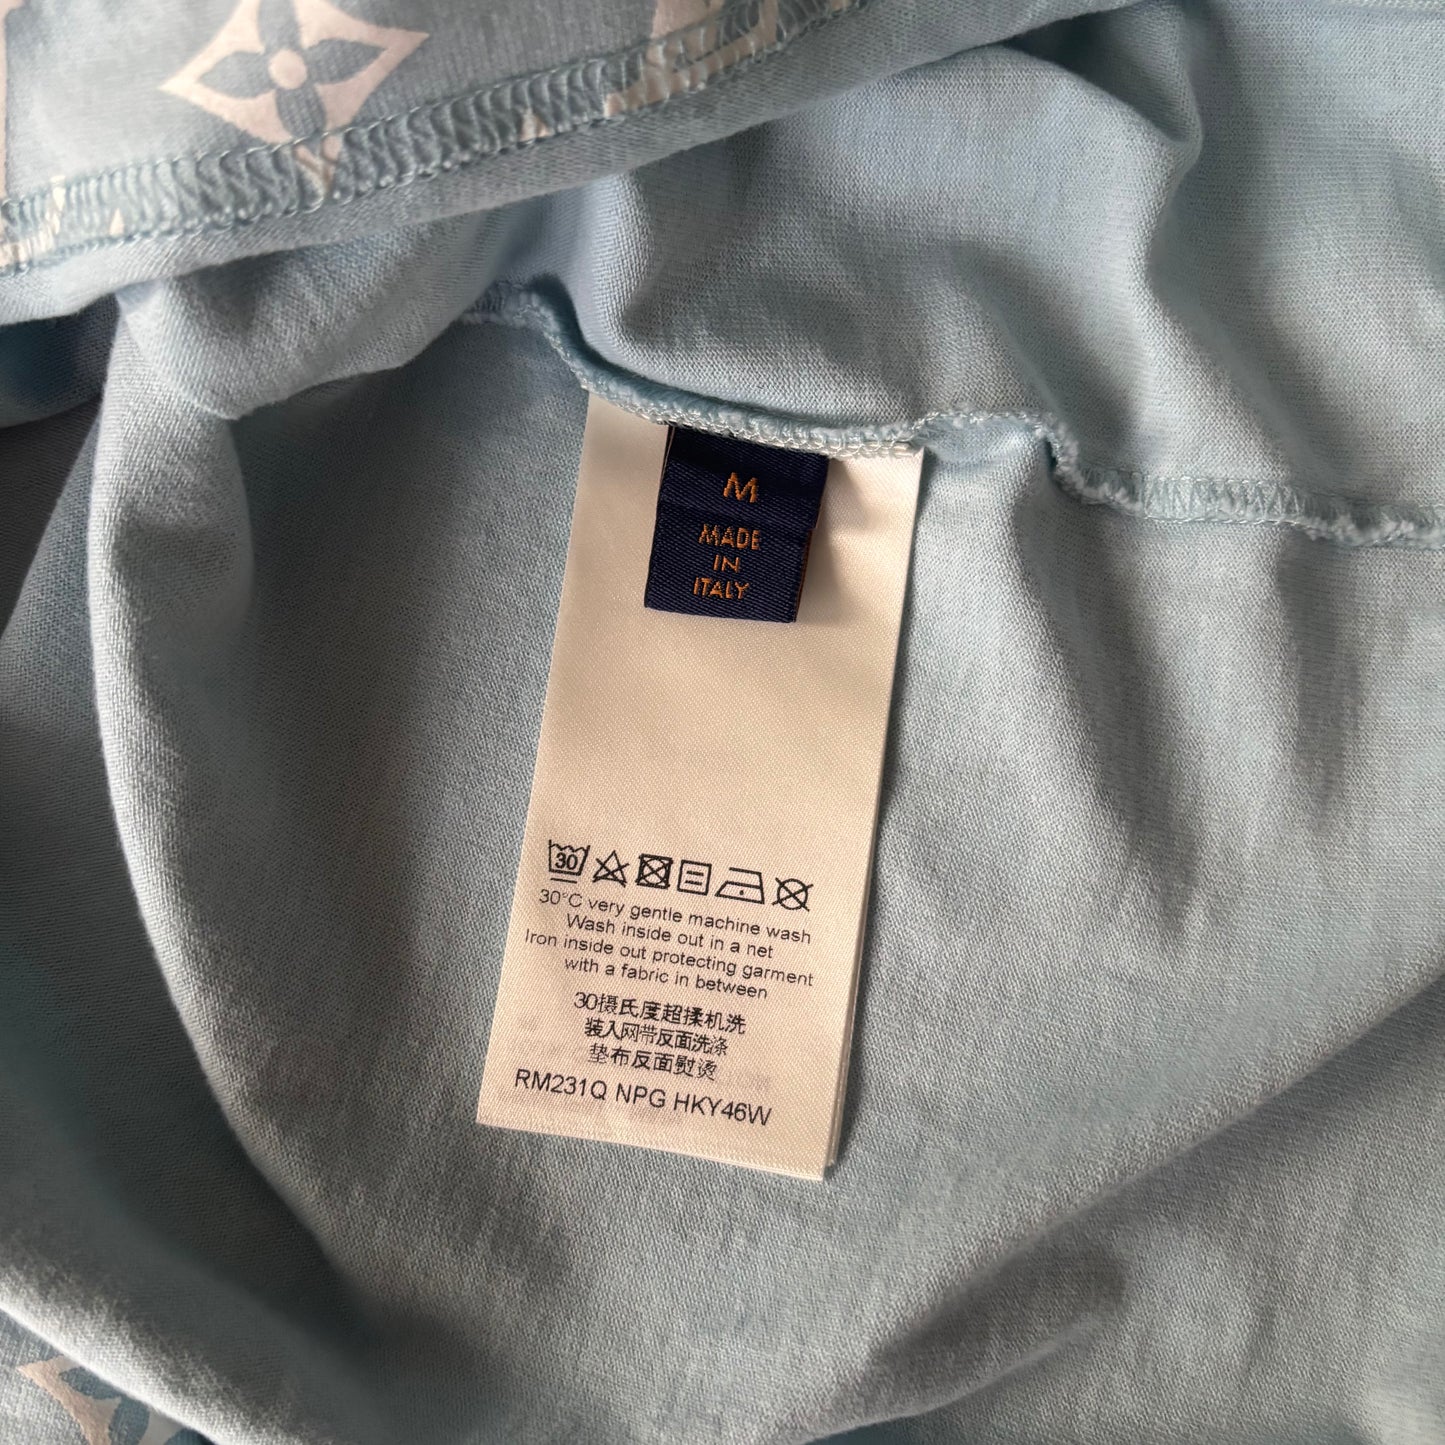 M
MADE
IN
ITALY
30
30°C very gentle machine wash
Wash inside out in a net
Iron inside out protecting garment
with a fabric in between
30摄氏度超揉机洗
装入网带反面洗涤
垫布反面熨烫
RM231Q NPG HKY46W